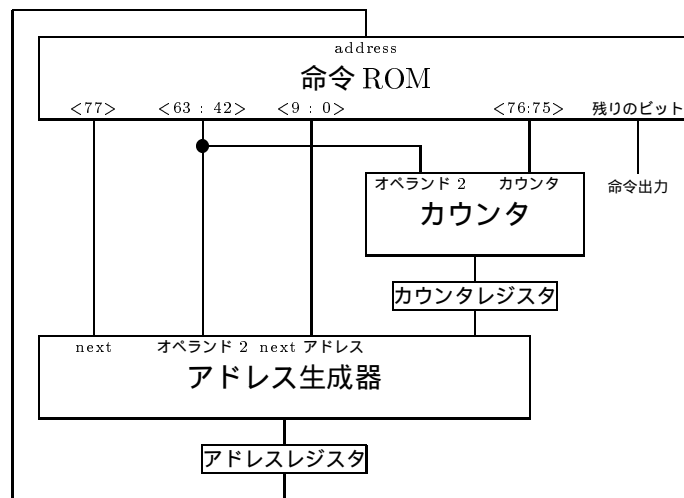 address
命令 ROM
<77> <63 : 42> <9 : 0> <76:75> 残りのビット
オペランド 2 カウンタ 命令出力
カウンタ
カウンタレジスタ
next オペランド 2 next アドレス
アドレス生成器
アドレスレジスタ